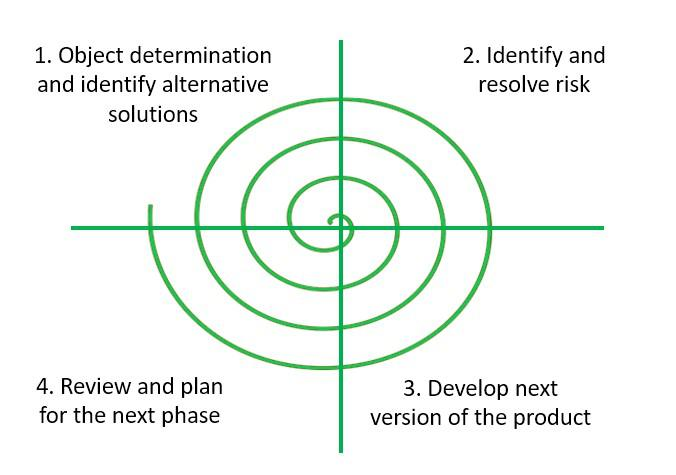 1. Object determination
and identify alternative
solutions
2. Identify and
resolve risk
3. Develop next
version of the product
4. Review and plan
for the next phase